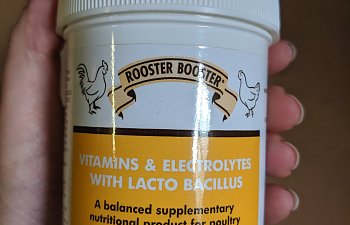 ROOSTER BOOSTER
VITAMINS & ELECTROLYTES
WITH LACTO BACILLUS
A balanced supplementary
nutritional product for poultry